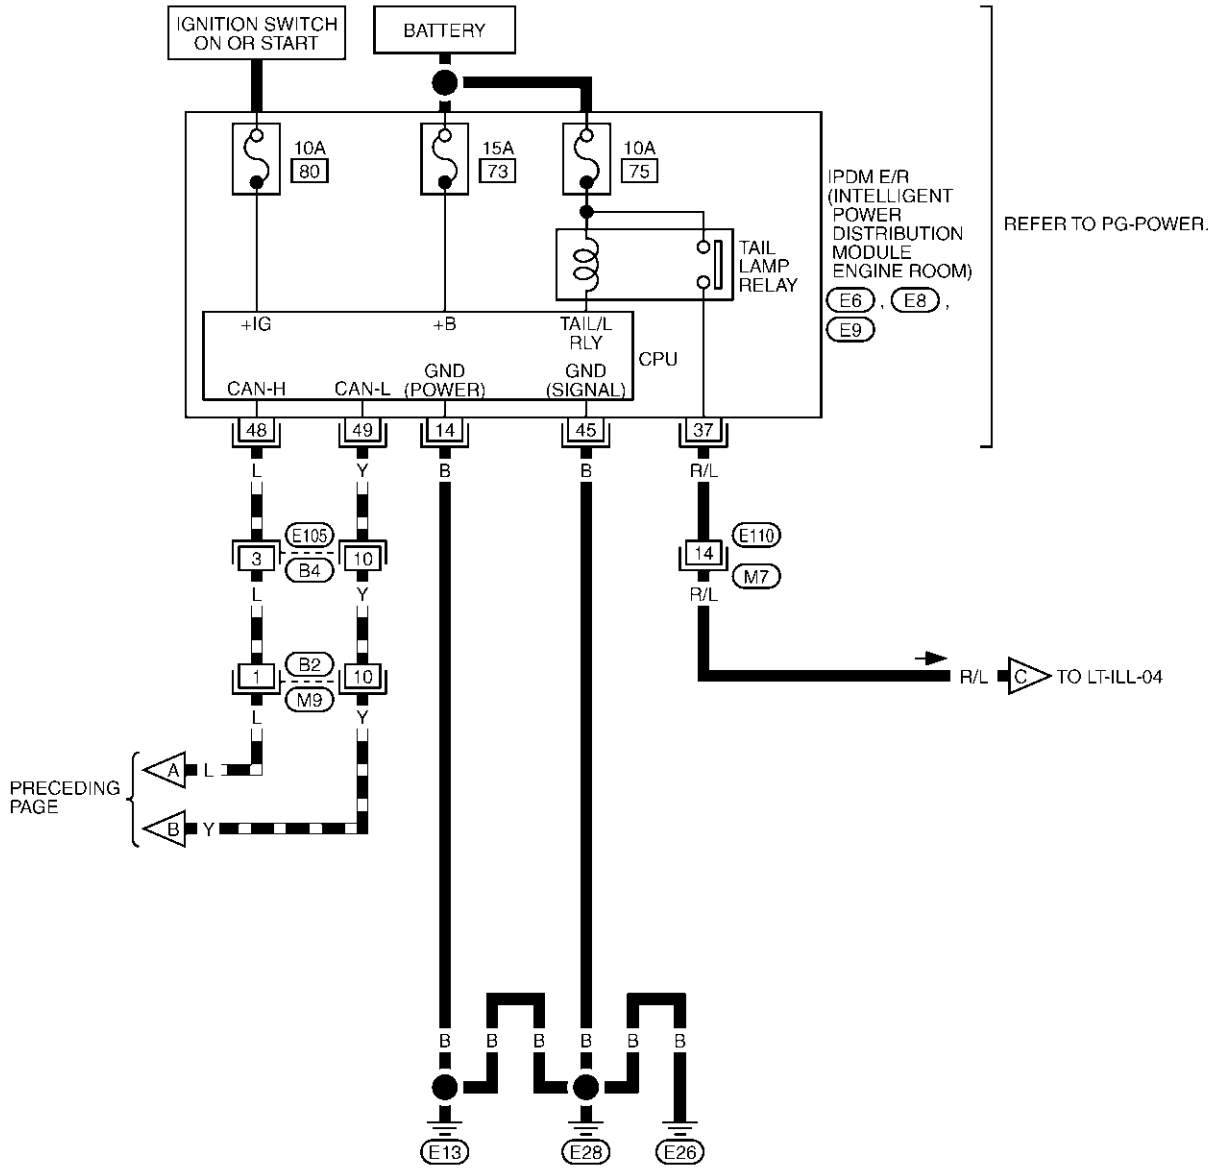 IGNITION SWITCH
ON OR START
BATTERY
10A
80
15A
73
10A
75
IPDM E/R
(INTELLIGENT
POWER
DISTRIBUTION
MODULE
ENGINE ROOM)
E6 , E8 ,
E9
REFER TO PG-POWER.
TAIL
LAMP
RELAY
+IG
+B
TAIL/L
RLY
CPU
CAN-H
CAN-L
GND
(POWER)
GND
(SIGNAL)
48
49
14
45
37
L
Y
B
B
R/L
E105
3
10
B4
E110
14
M7
L
Y
R/L
B2
1
10
M9
L
Y
R/L
C
TO LT-ILL-04
PRECEDING
PAGE
A
L
B
Y
B
B
B
B
B
B
E13
E28
E26